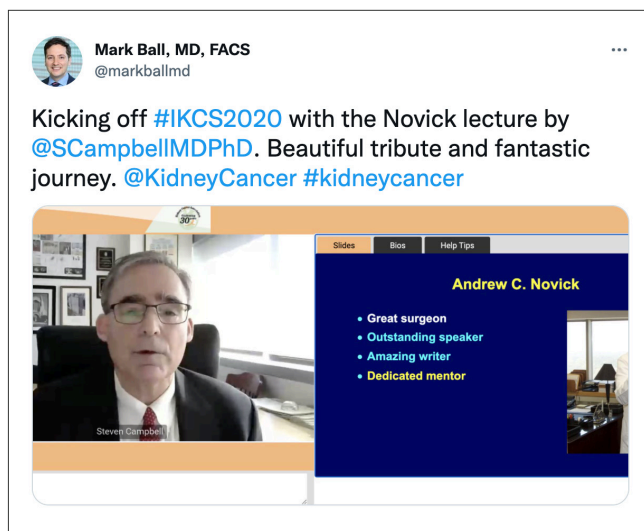 Mark Ball, MD, FACS
@markballmd
Kicking off #IKCS2020 with the Novick lecture by
@SCampbellMDPhD. Beautiful tribute and fantastic
journey. @KidneyCancer #kidneycancer
30
Steven Campbell
Slides
Bios
Help Tips
Andrew C. Novick
• Great surgeon
• Outstanding speaker
• Amazing writer
• Dedicated mentor